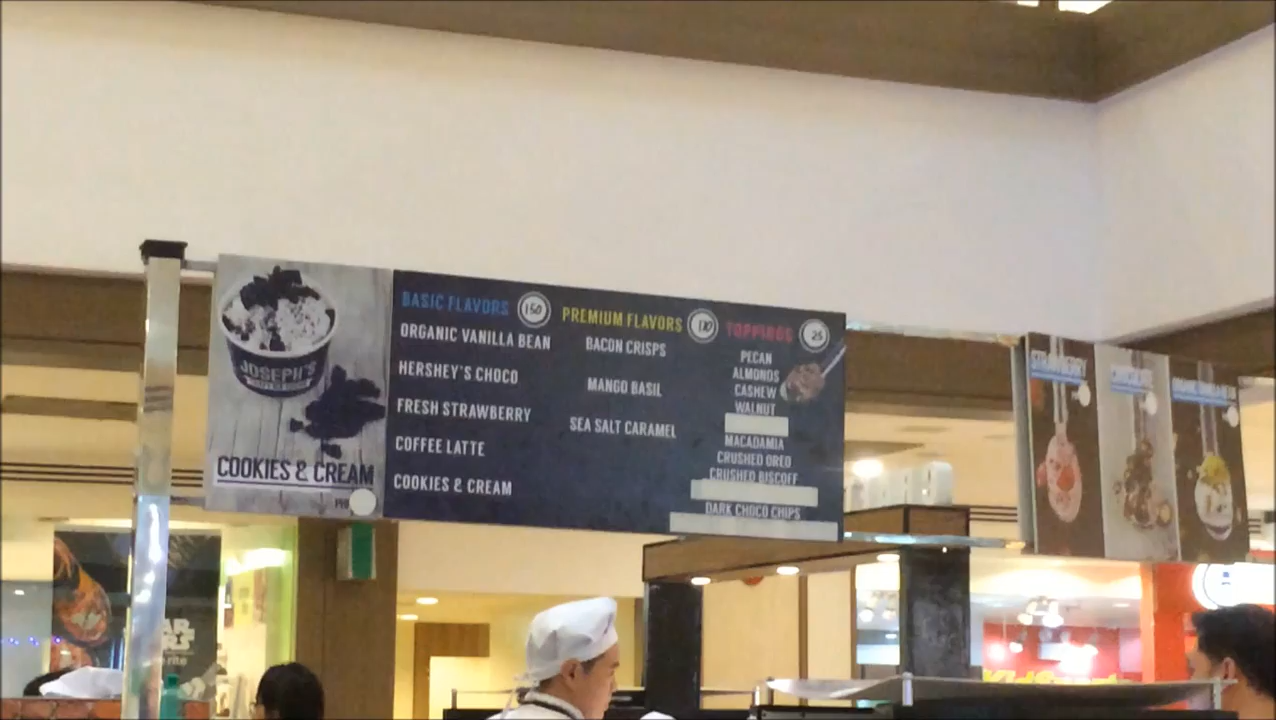 JOSEPH'S
COOKIES & CREAM
BASIC FLAVORS 150
ORGANIC VANILLA BEAN
HERSHEY'S CHOCO
FRESH STRAWBERRY
COFFEE LATTE
COOKIES & CREAM
PREMIUM FLAVORS 170
BACON CRISPS
MANGO BASIL
SEA SALT CARAMEL
TOPPINGS 25
PECAN
ALMONDS
CASHEW
WALNUT
MACADAMIA
CRUSHED OREO
CRUSHED BISCOFF
DARK CHOCO CHIPS
STRAWBERRY